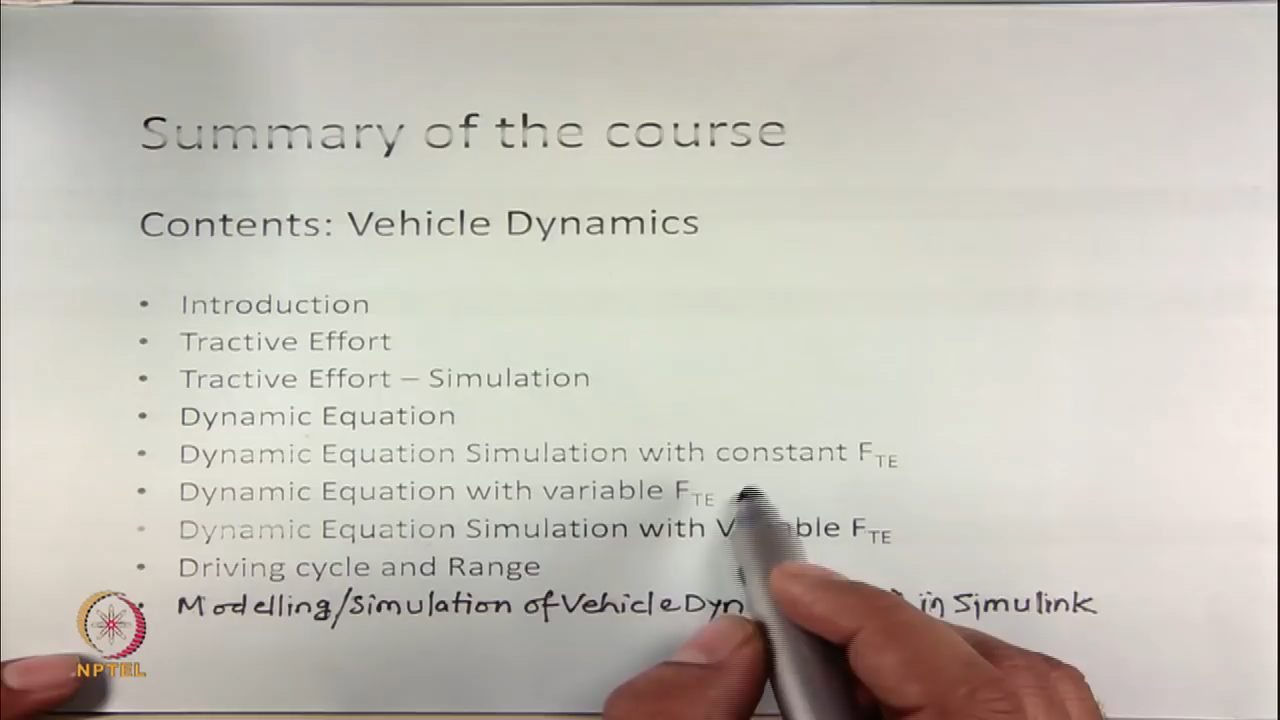 Summary of the course
Contents: Vehicle Dynamics
• Introduction
• Tractive Effort
• Tractive Effort – Simulation
• Dynamic Equation
• Dynamic Equation Simulation with constant FTE
• Dynamic Equation with variable FTE
• Dynamic Equation Simulation with FTE
• Driving cycle and Range
• Modelling/Simulation of Vehicle in Simulink
NPTEL